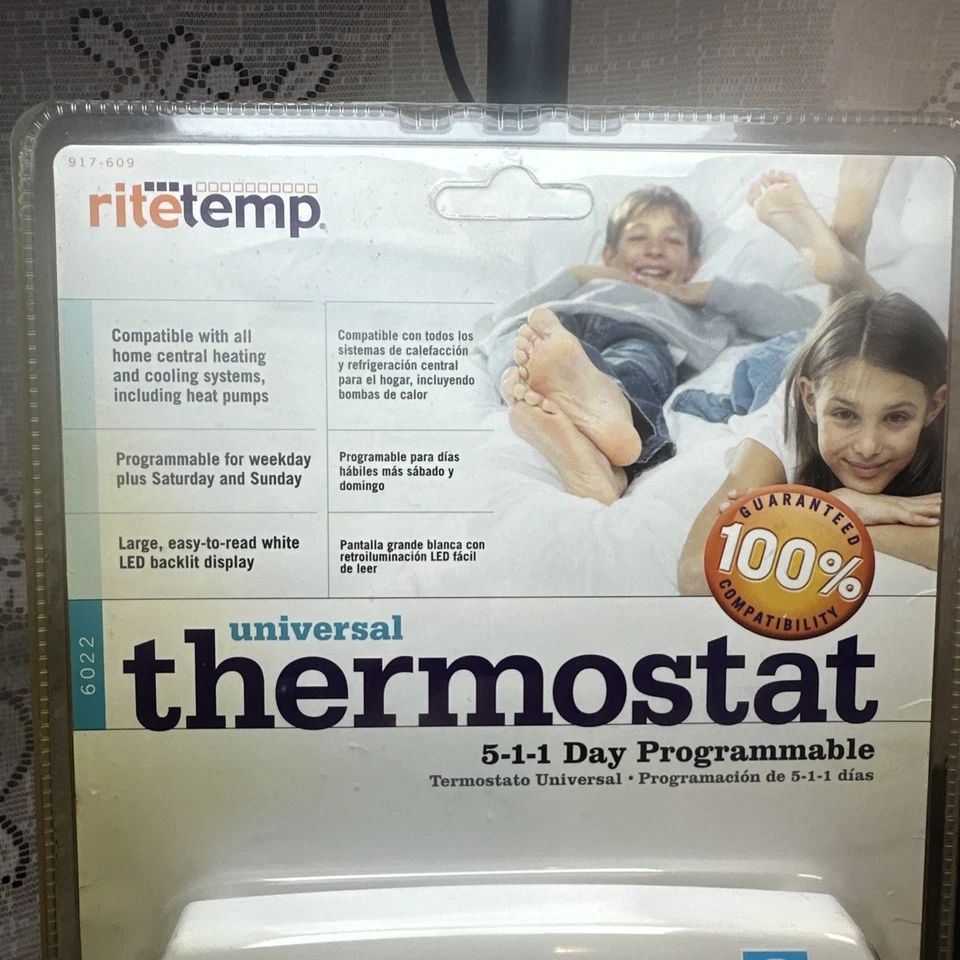 917-609
ritetemp®
Compatible with all
home central heating
and cooling systems,
including heat pumps
Compatible con todos los
sistemas de calefacción
y refrigeración central
para el hogar, incluyendo
bombas de calor
Programmable for weekday
plus Saturday and Sunday
Programable para días
hábiles más sábado y
domingo
Large, easy-to-read white
LED backlit display
Pantalla grande blanca con
retroiluminación LED fácil
de leer
GUARANTEED
100%
COMPATIBILITY
6022
universal
thermostat
5-1-1 Day Programmable
Termostato Universal • Programación de 5-1-1 días